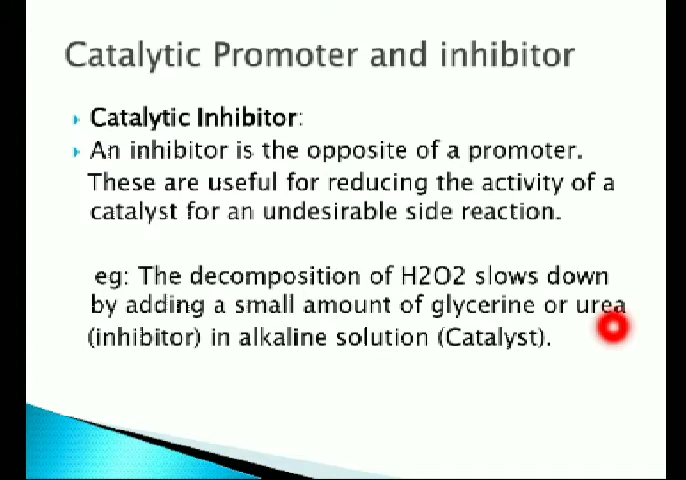 Catalytic Promoter and inhibitor
Catalytic Inhibitor:
An inhibitor is the opposite of a promoter.
These are useful for reducing the activity of a
catalyst for an undesirable side reaction.
eg: The decomposition of H2O2 slows down
by adding a small amount of glycerine or urea
(inhibitor) in alkaline solution (Catalyst).